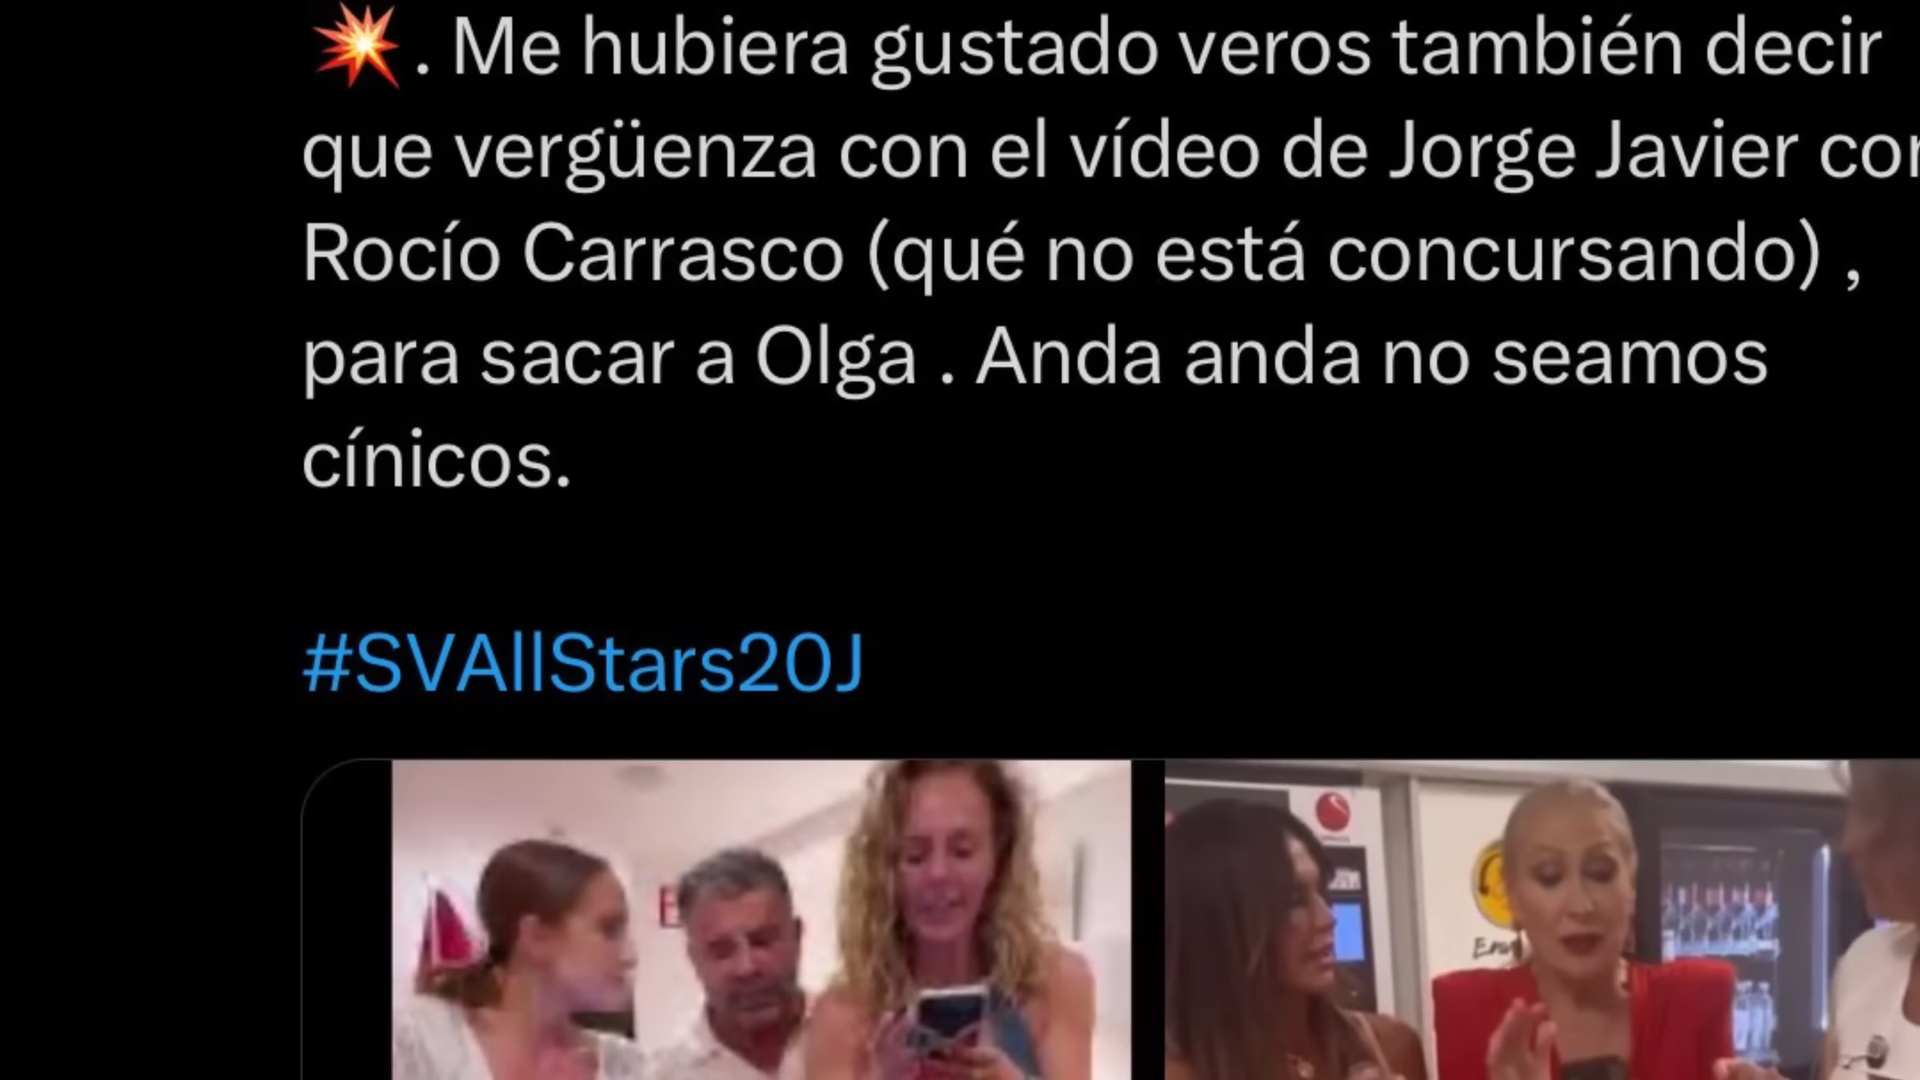 💥. Me hubiera gustado veros también decir
que vergüenza con el vídeo de Jorge Javier con
Rocío Carrasco (qué no está concursando) ,
para sacar a Olga . Anda anda no seamos
cínicos.
#SVAllStars20J